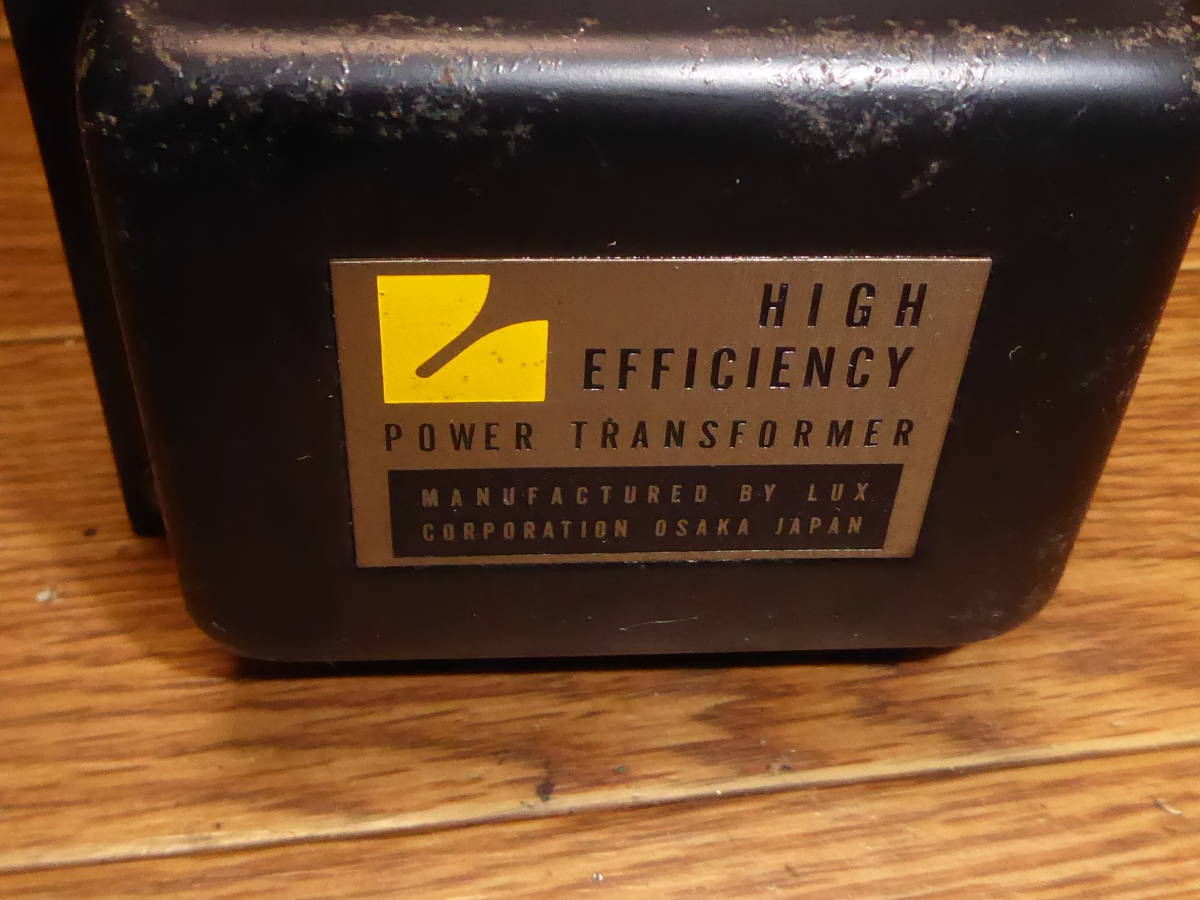 HIGH
EFFICIENCY
POWER TRANSFORMER
MANUFACTURED BY LUX
CORPORATION OSAKA JAPAN